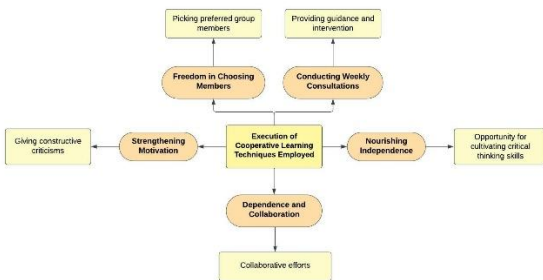 Picking preferred group
members
Providing guidance and
intervention
Freedom in Choosing
Members
Conducting Weekly
Consultations
Giving constructive
criticisms
Strengthening
Motivation
Execution of
Cooperative Learning
Techniques Employed
Nourishing
Independence
Opportunity for
cultivating critical
thinking skills
Dependence and
Collaboration
Collaborative efforts